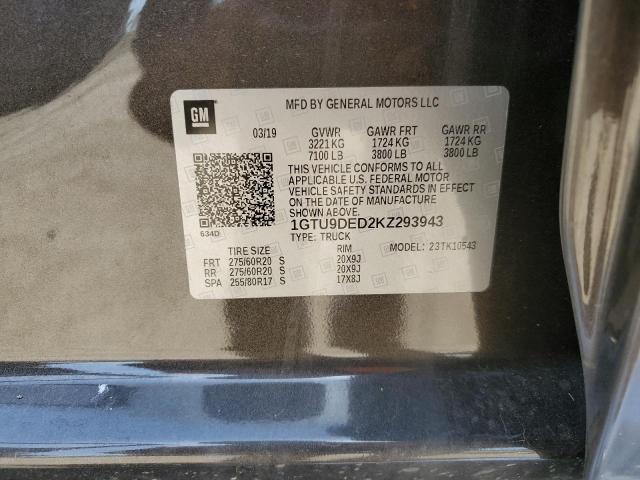 GM
MFD BY GENERAL MOTORS LLC
03/19 GVWR GAWR FRT GAWR RR
3221 KG 1724 KG 1724 KG
7100 LB 3800 LB 3800 LB
THIS VEHICLE CONFORMS TO ALL
APPLICABLE U.S. FEDERAL MOTOR
VEHICLE SAFETY STANDARDS IN EFFECT
ON THE DATE OF MANUFACTURE
SHOWN ABOVE.
634D 1GTU9DED2KZ293943
TYPE: TRUCK MODEL: 23TK10543
TIRE SIZE RIM
FRT 275/60R20 S 20X9J
RR 275/60R20 S 20X9J
SPA 255/80R17 S 17X8J